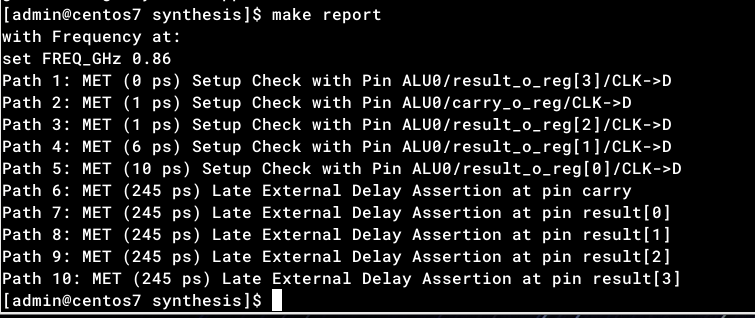 [admin@centos7 synthesis]$ make report
with Frequency at:
set FREQ_GHz 0.86
Path 1: MET (0 ps) Setup Check with Pin ALU0/result_o_reg[3]/CLK->D
Path 2: MET (1 ps) Setup Check with Pin ALU0/carry_o_reg/CLK->D
Path 3: MET (1 ps) Setup Check with Pin ALU0/result_o_reg[2]/CLK->D
Path 4: MET (6 ps) Setup Check with Pin ALU0/result_o_reg[1]/CLK->D
Path 5: MET (10 ps) Setup Check with Pin ALU0/result_o_reg[0]/CLK->D
Path 6: MET (245 ps) Late External Delay Assertion at pin carry
Path 7: MET (245 ps) Late External Delay Assertion at pin result[0]
Path 8: MET (245 ps) Late External Delay Assertion at pin result[1]
Path 9: MET (245 ps) Late External Delay Assertion at pin result[2]
Path 10: MET (245 ps) Late External Delay Assertion at pin result[3]
[admin@centos7 synthesis]$